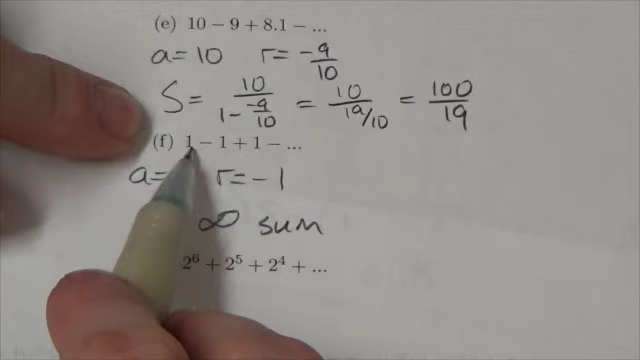 (e) 10 − 9 + 8.1 − ...
a = 10 r = -9/10
S = 10/(1 - -9/10) = 10/(19/10) = 100/19
(f) 1 − 1 + 1 − ...
a = r = -1
∞ sum
2⁶ + 2⁵ + 2⁴ + ...